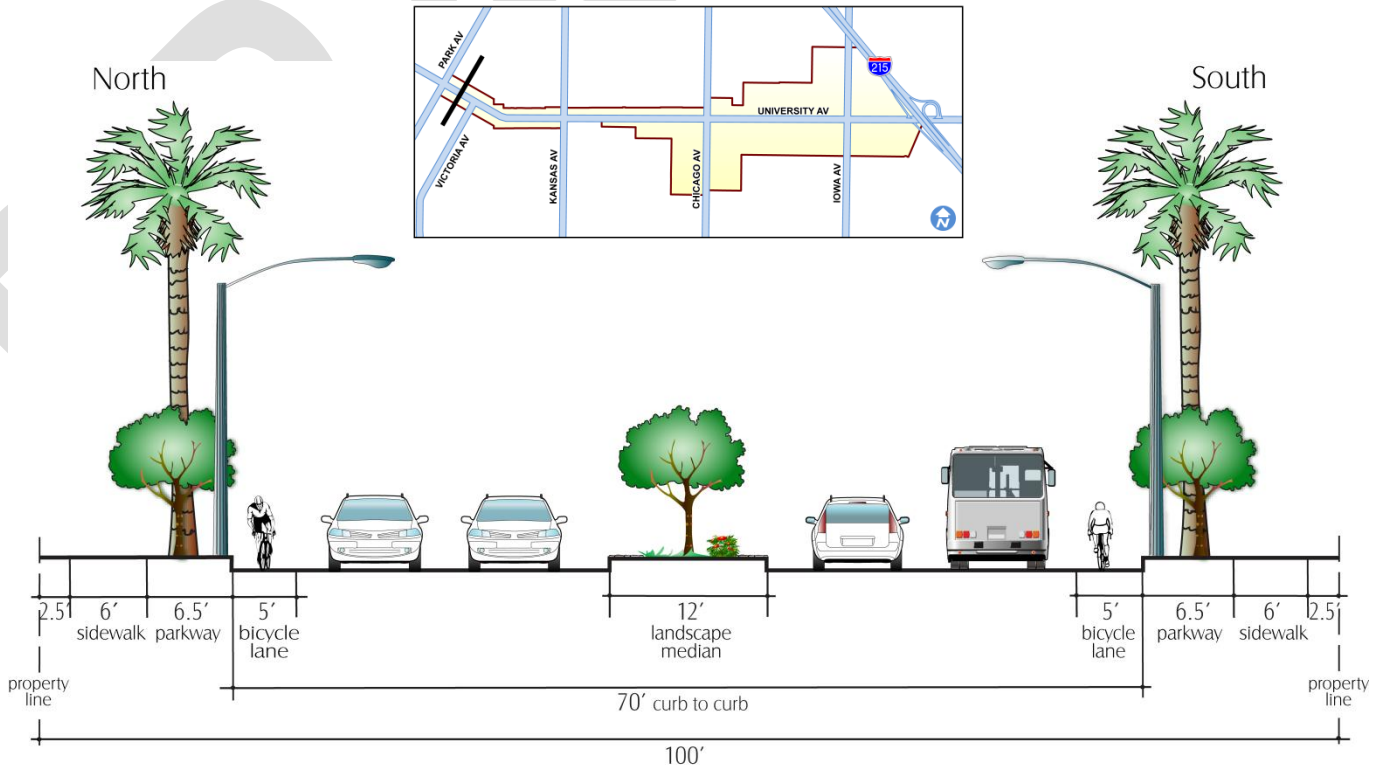 North
South
PARK AV
VICTORIA AV
KANSAS AV
CHICAGO AV
IOWA AV
UNIVERSITY AV
215
N
2.5'
6'
sidewalk
6.5'
parkway
5'
bicycle
lane
12'
landscape
median
5'
bicycle
lane
6.5'
parkway
6'
sidewalk
2.5'
property
line
70' curb to curb
property
line
100'